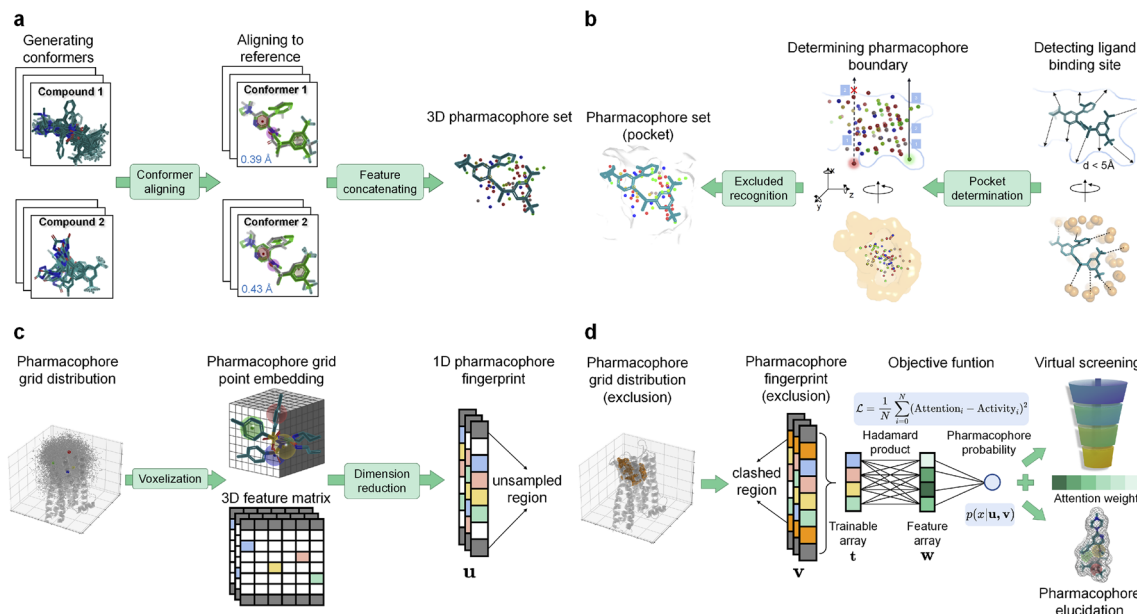 a
Generating
conformers
Compound 1
Compound 2
Conformer
aligning
Aligning to
reference
Conformer 1
0.39 Å
Conformer 2
0.43 Å
Feature
concatenating
3D pharmacophore set
b
Pharmacophore set
(pocket)
Excluded
recognition
Determining pharmacophore
boundary
x
y
z
Pocket
determination
Detecting ligand
binding site
d < 5Å
c
Pharmacophore
grid distribution
Voxelization
Pharmacophore grid
point embedding
3D feature matrix
Dimension
reduction
1D pharmacophore
fingerprint
unsampled
region
u
d
Pharmacophore
grid distribution
(exclusion)
Pharmacophore
fingerprint
(exclusion)
clashed
region
v
Objective funtion
ℒ = 1/N ∑_{i=0}^{N} (Attention_i − Activity_i)²
Hadamard
product
Pharmacophore
probability
p(x|u, v)
Trainable
array
t
Feature
array
w
Virtual screening
Attention weight
Pharmacophore
elucidation